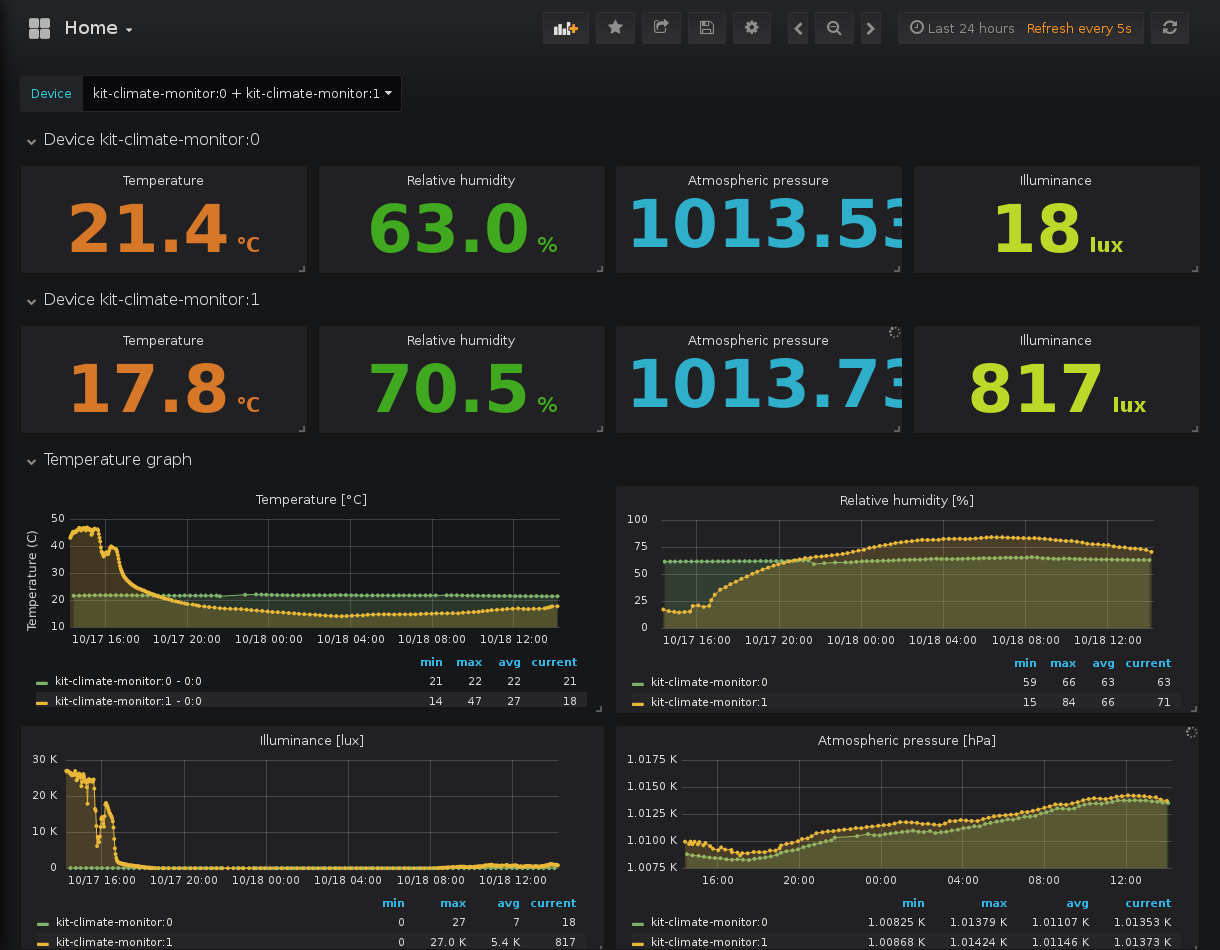 Home
Last 24 hours Refresh every 5s
Device kit-climate-monitor:0 + kit-climate-monitor:1
Device kit-climate-monitor:0
Temperature Relative humidity Atmospheric pressure Illuminance
21.4 °C 63.0 % 1013.53 18 lux
Device kit-climate-monitor:1
Temperature Relative humidity Atmospheric pressure Illuminance
17.8 °C 70.5 % 1013.73 817 lux
Temperature graph
Temperature [°C]
Temperature (C)
50
40
30
20
10
10/17 16:00 10/17 20:00 10/18 00:00 10/18 04:00 10/18 08:00 10/18 12:00
min max avg current
kit-climate-monitor:0 - 0:0 21 22 22 21
kit-climate-monitor:1 - 0:0 14 47 27 18
Relative humidity [%]
100
75
50
25
0
10/17 16:00 10/17 20:00 10/18 00:00 10/18 04:00 10/18 08:00 10/18 12:00
min max avg current
kit-climate-monitor:0 59 66 63 63
kit-climate-monitor:1 15 84 66 71
Illuminance [lux]
30 K
20 K
10 K
0
10/17 16:00 10/17 20:00 10/18 00:00 10/18 04:00 10/18 08:00 10/18 12:00
min max avg current
kit-climate-monitor:0 0 27 7 18
kit-climate-monitor:1 0 27.0 K 5.4 K 817
Atmospheric pressure [hPa]
1.0175 K
1.0150 K
1.0125 K
1.0100 K
1.0075 K
16:00 20:00 00:00 04:00 08:00 12:00
min max avg current
kit-climate-monitor:0 1.00825 K 1.01379 K 1.01107 K 1.01353 K
kit-climate-monitor:1 1.00868 K 1.01424 K 1.01146 K 1.01373 K